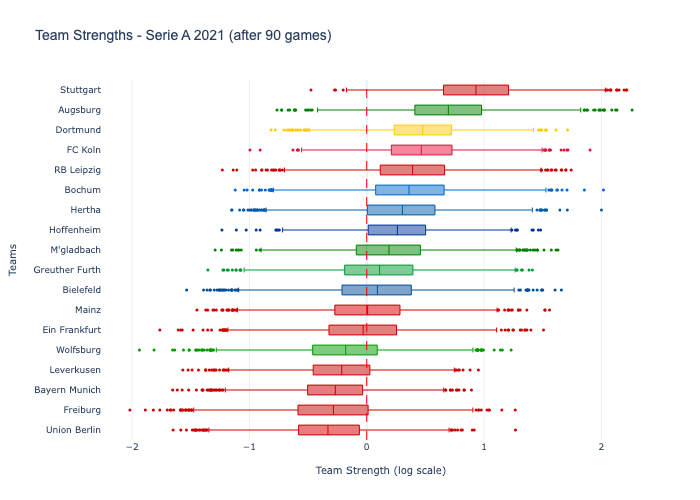 Team Strengths - Serie A 2021 (after 90 games)
Stuttgart
Augsburg
Dortmund
FC Koln
RB Leipzig
Bochum
Hertha
Hoffenheim
M'gladbach
Greuther Furth
Bielefeld
Mainz
Ein Frankfurt
Wolfsburg
Leverkusen
Bayern Munich
Freiburg
Union Berlin
Teams
−2 −1 0 1 2
Team Strength (log scale)